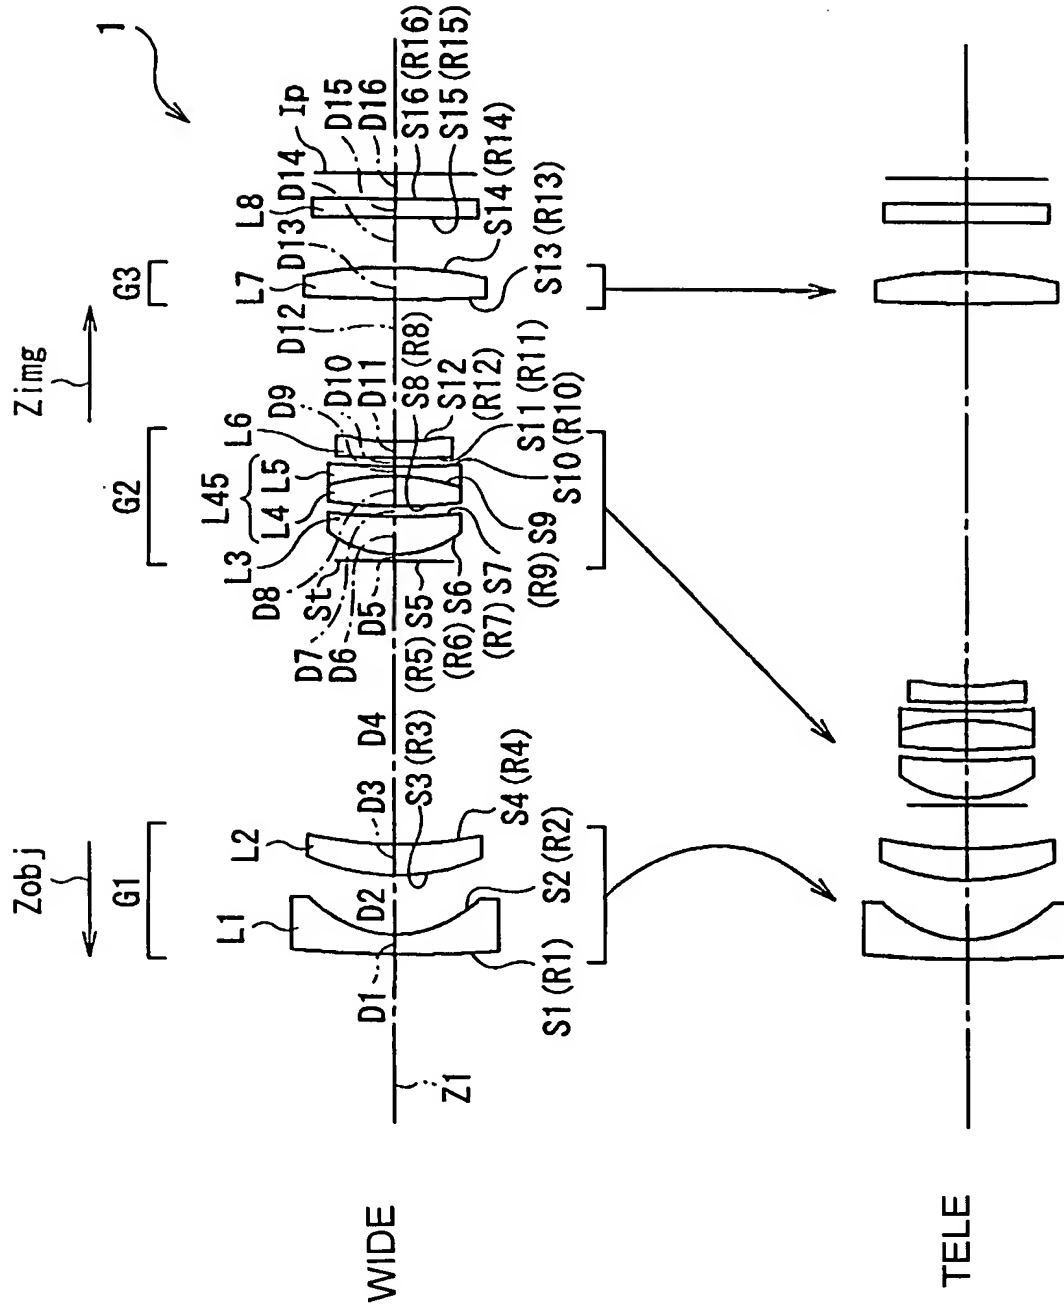 1
Zobj
Zimg
G1
G2
G3
L1
L2
L3
L45
L4
L5
L6
L7
L8
Ip
St
D1
D2
D3
D4
D5
D6
D7
D8
D9
D10
D11
D12
D13
D14
D15
D16
Z1
S1(R1)
S2(R2)
S3(R3)
S4(R4)
(R5)S5
(R6)S6
(R7)S7
S8(R8)
(R9)S9
S10(R10)
S11(R11)
S12
(R12)
S13(R13)
S14(R14)
S15(R15)
S16(R16)
WIDE
TELE